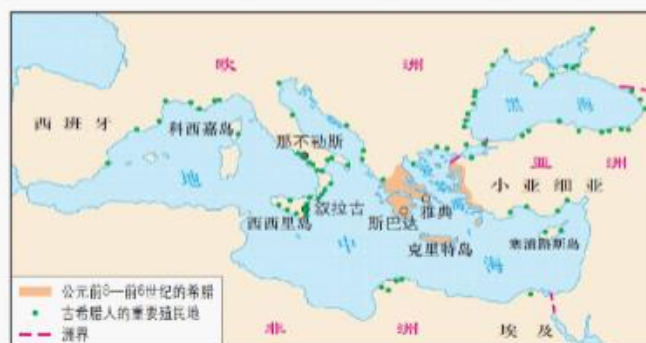 欧 洲
黑 海
西班牙
科西嘉岛
那不勒斯
亚 洲
地
小亚细亚
叙拉古
雅典
西西里岛
斯巴达
中
克里特岛
塞浦路斯岛
海
公元前8—前6世纪的希腊
古希腊人的重要殖民地
洲界
非 洲
埃及